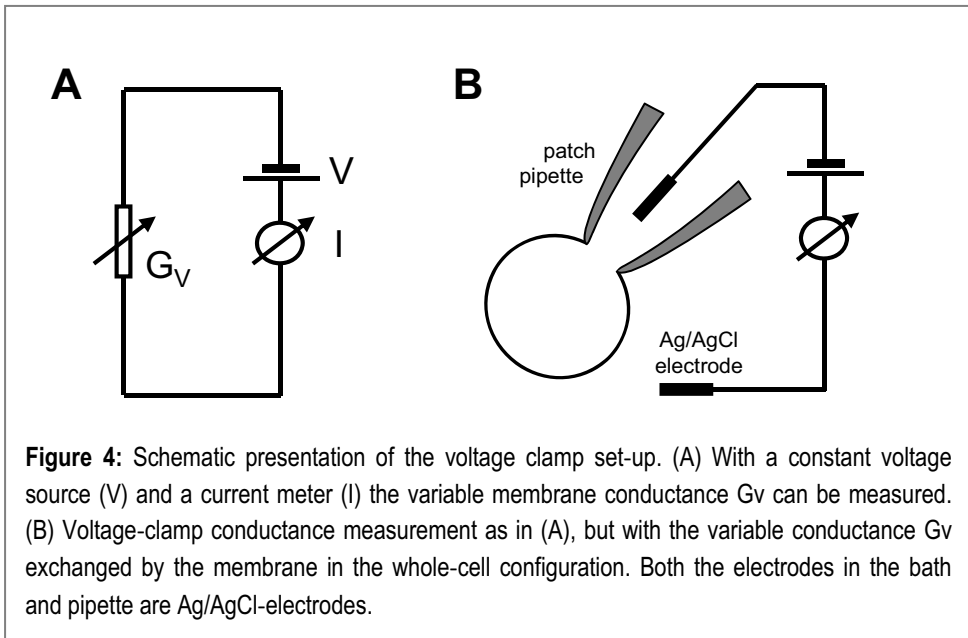 A
V
I
GV
B
patch
pipette
Ag/AgCl
electrode
Figure 4: Schematic presentation of the voltage clamp set-up. (A) With a constant voltage
source (V) and a current meter (I) the variable membrane conductance Gv can be measured.
(B) Voltage-clamp conductance measurement as in (A), but with the variable conductance Gv
exchanged by the membrane in the whole-cell configuration. Both the electrodes in the bath
and pipette are Ag/AgCl-electrodes.